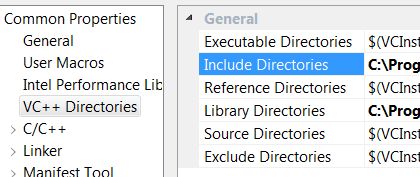 Common Properties
General
User Macros
Intel Performance Lib
VC++ Directories
C/C++
Linker
Manifest Tool
General
Executable Directories $(VCInst
Include Directories C:\Prog
Reference Directories $(VCInst
Library Directories C:\Prog
Source Directories $(VCInst
Exclude Directories $(VCInst